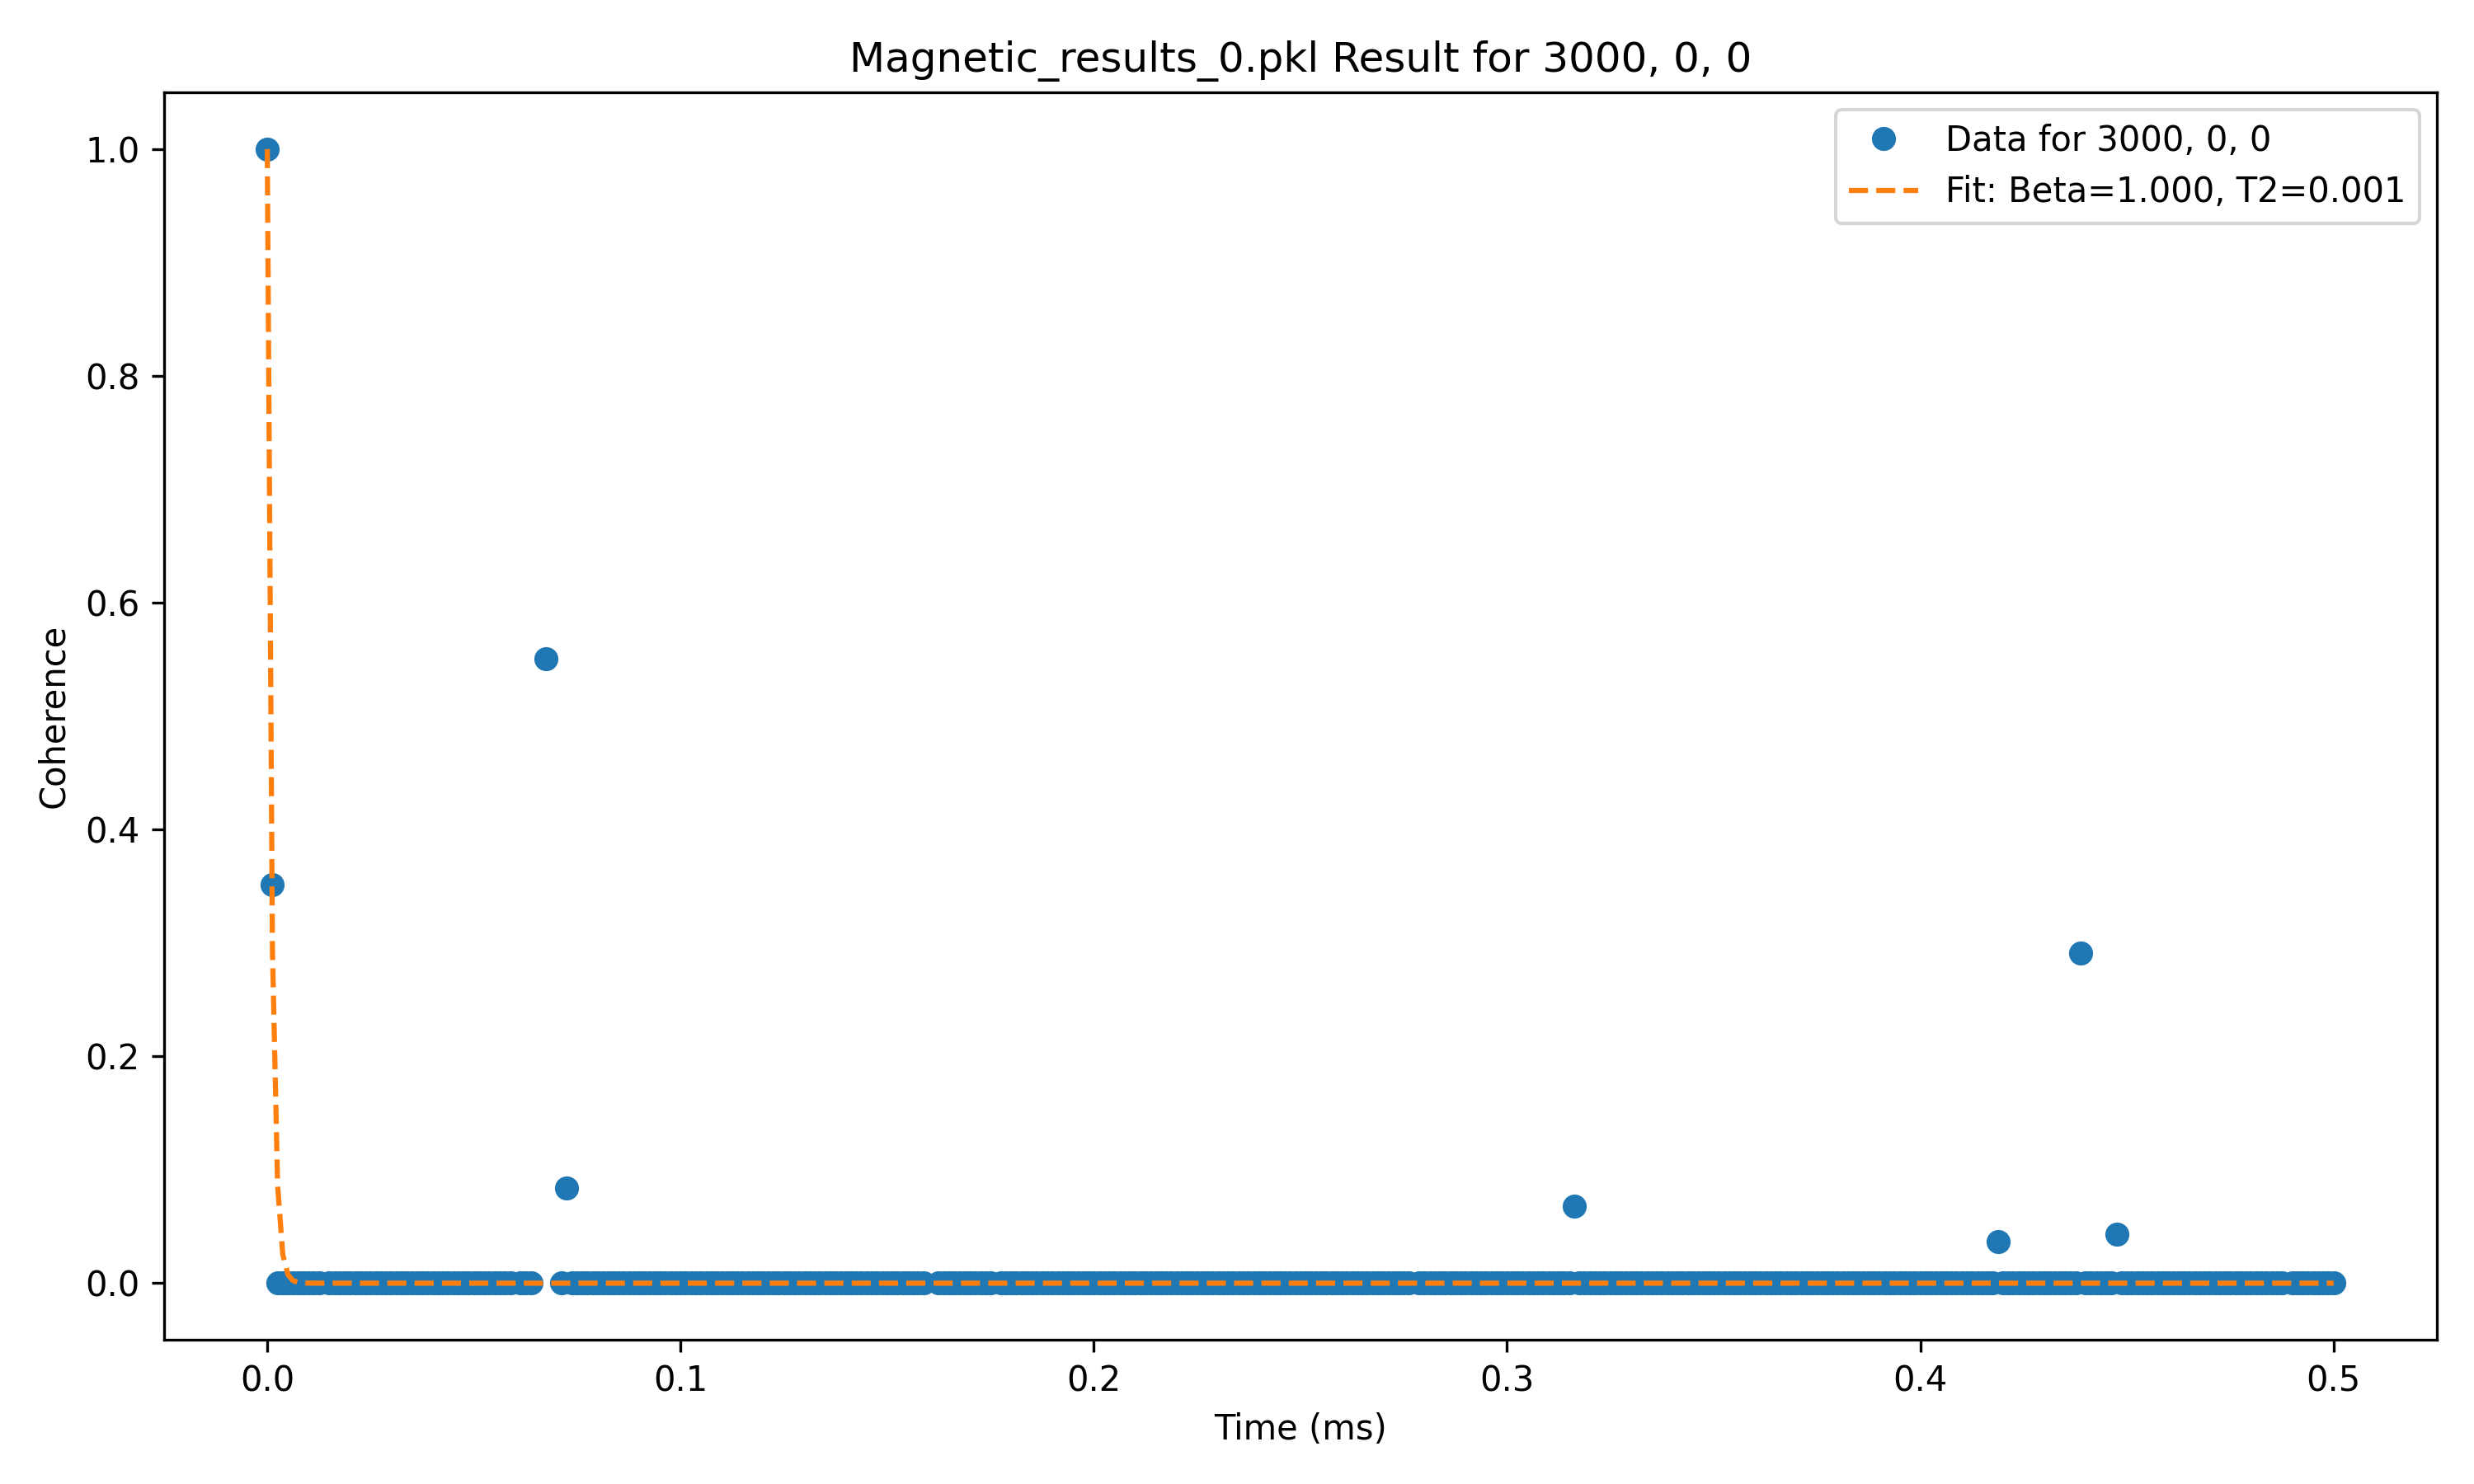 Magnetic_results_0.pkl Result for 3000, 0, 0
Data for 3000, 0, 0
Fit: Beta=1.000, T2=0.001
1.0
0.8
0.6
0.4
0.2
0.0
Coherence
0.0 0.1 0.2 0.3 0.4 0.5
Time (ms)